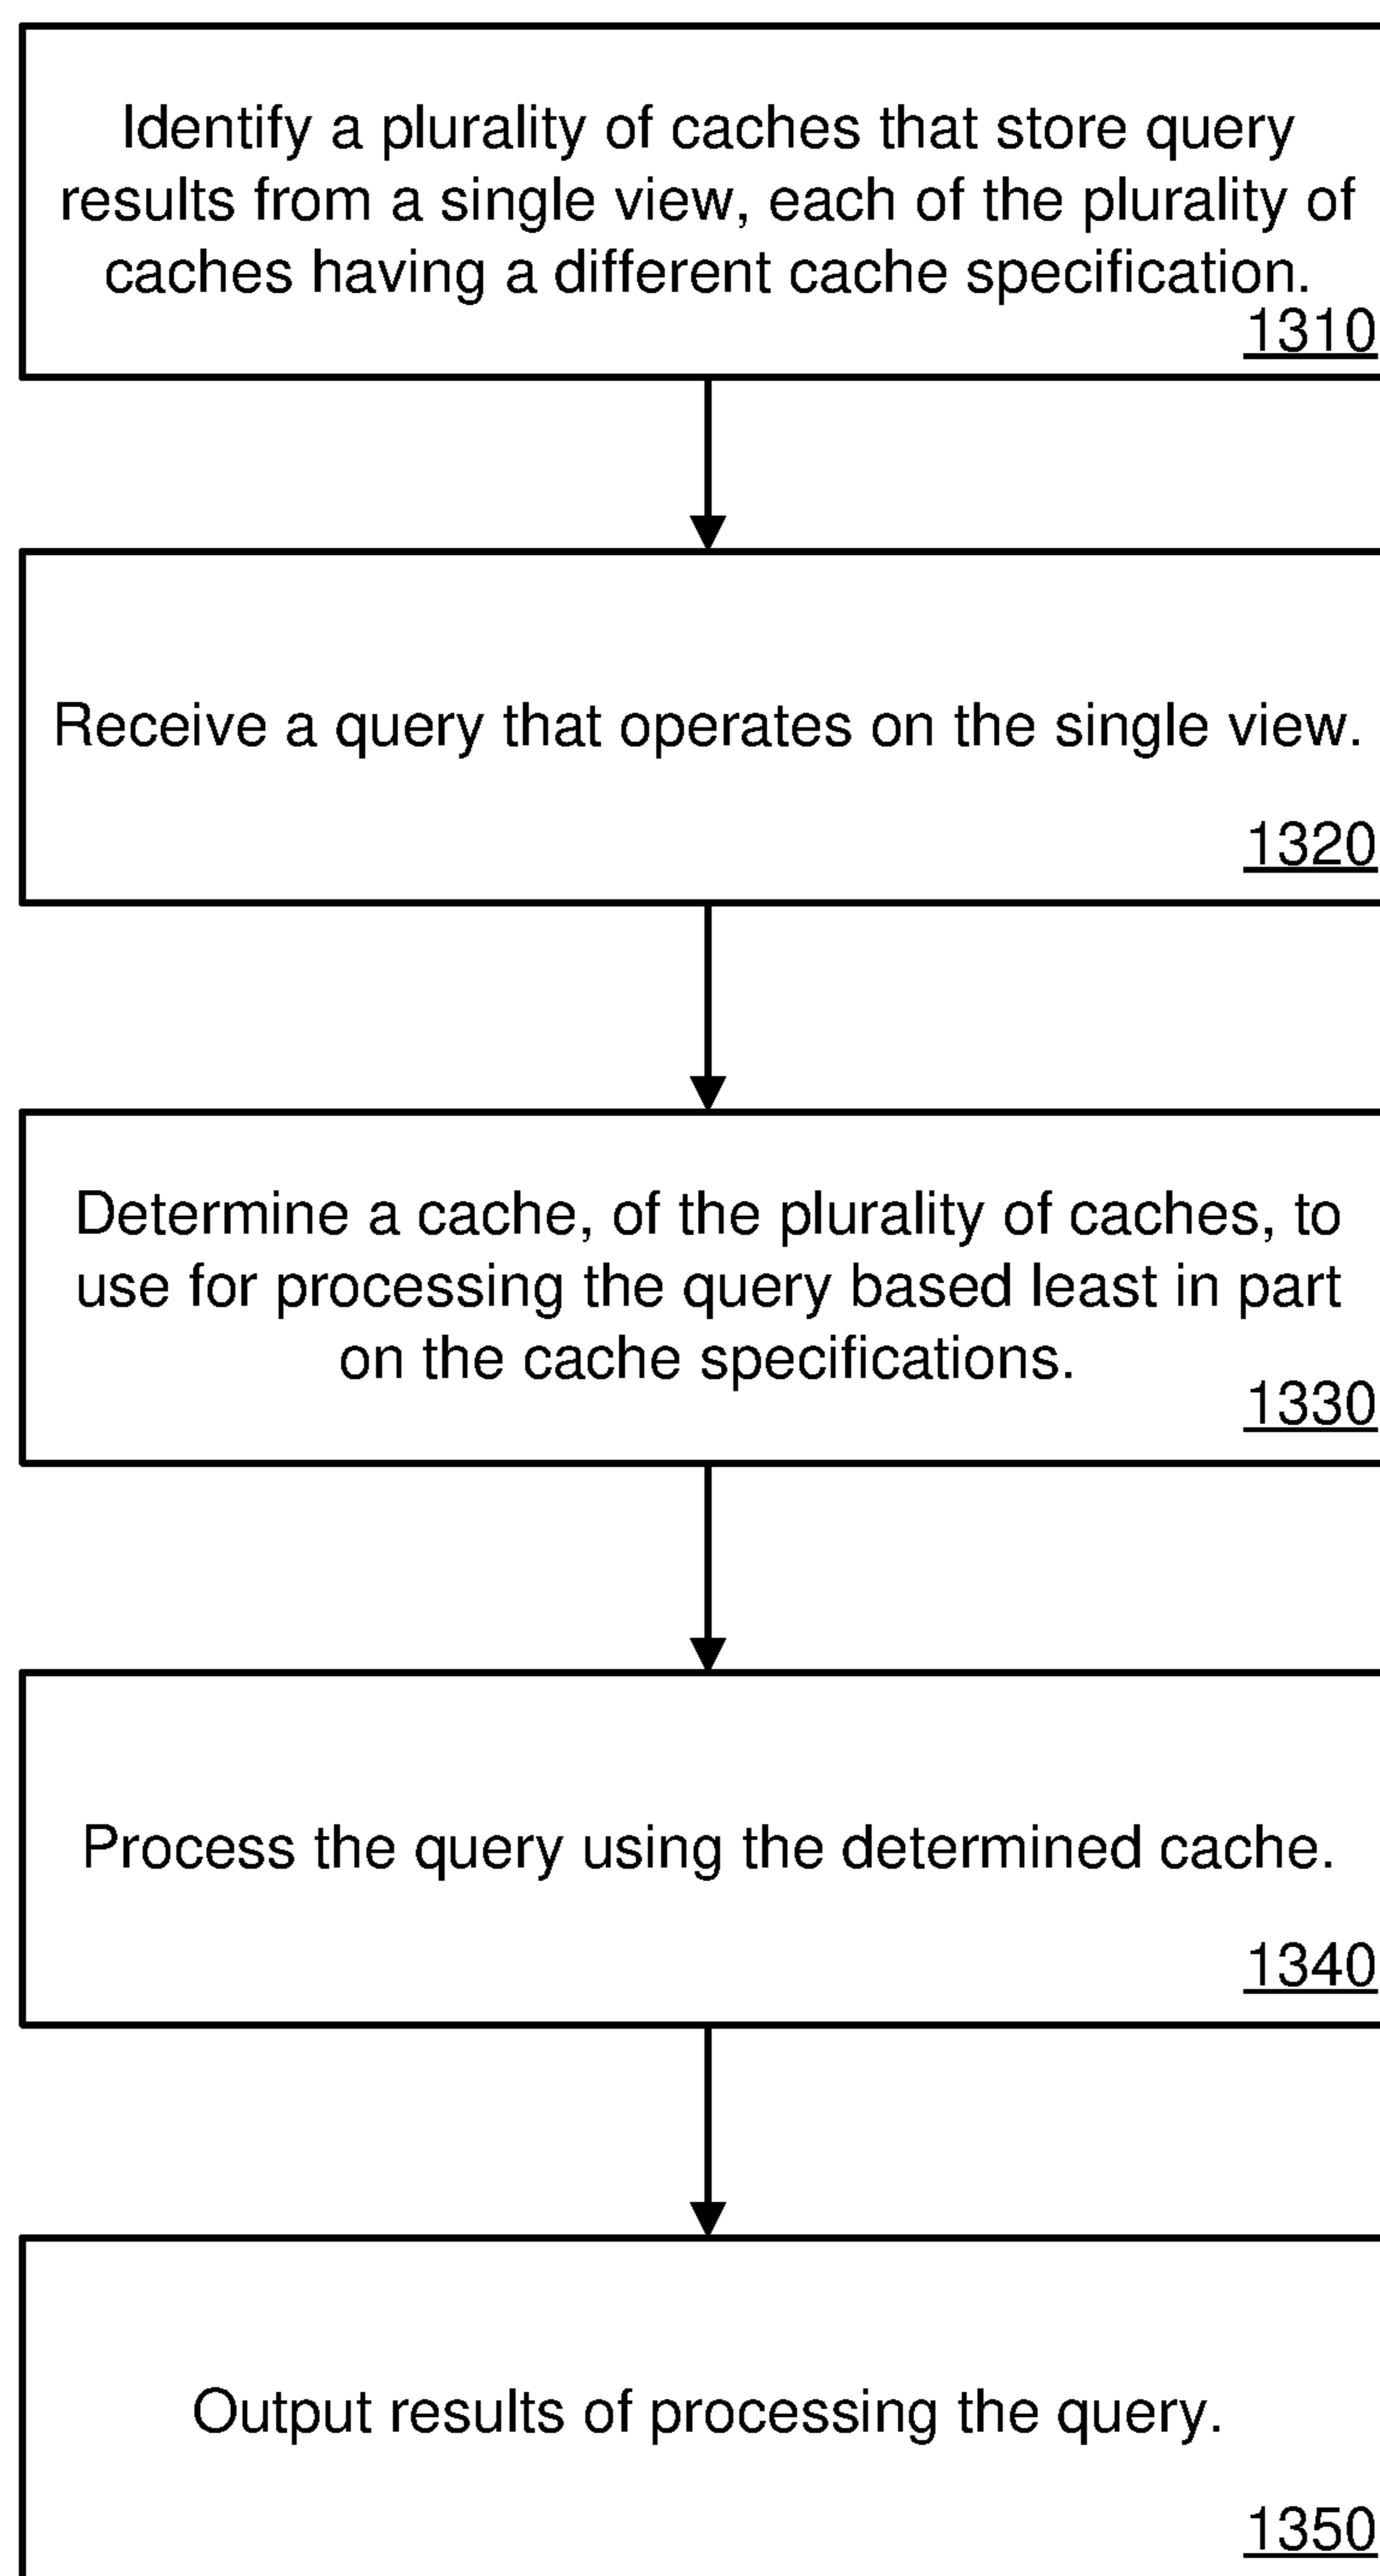 Identify a plurality of caches that store query
results from a single view, each of the plurality of
caches having a different cache specification.
1310
Receive a query that operates on the single view.
1320
Determine a cache, of the plurality of caches, to
use for processing the query based least in part
on the cache specifications.
1330
Process the query using the determined cache.
1340
Output results of processing the query.
1350